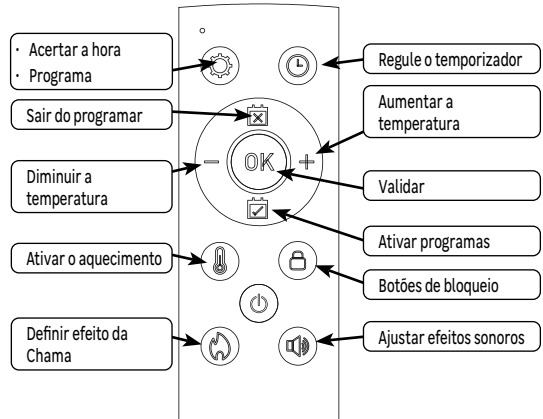 · Acertar a hora
· Programa
Regule o temporizador
Sair do programar
Aumentar a
temperatura
OK
Diminuir a
temperatura
Validar
Ativar programas
Ativar o aquecimento
Botões de bloqueio
Definir efeito da
Chama
Ajustar efeitos sonoros